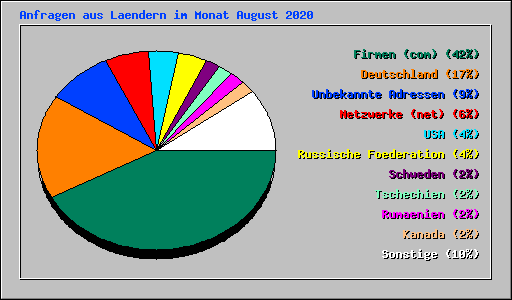 Anfragen aus Laendern im Monat August 2020
Firmen (com) (42%)
Deutschland (17%)
Unbekannte Adressen (9%)
Netzwerke (net) (6%)
USA (4%)
Russische Foederation (4%)
Schweden (2%)
Tschechien (2%)
Rumaenien (2%)
Kanada (2%)
Sonstige (10%)